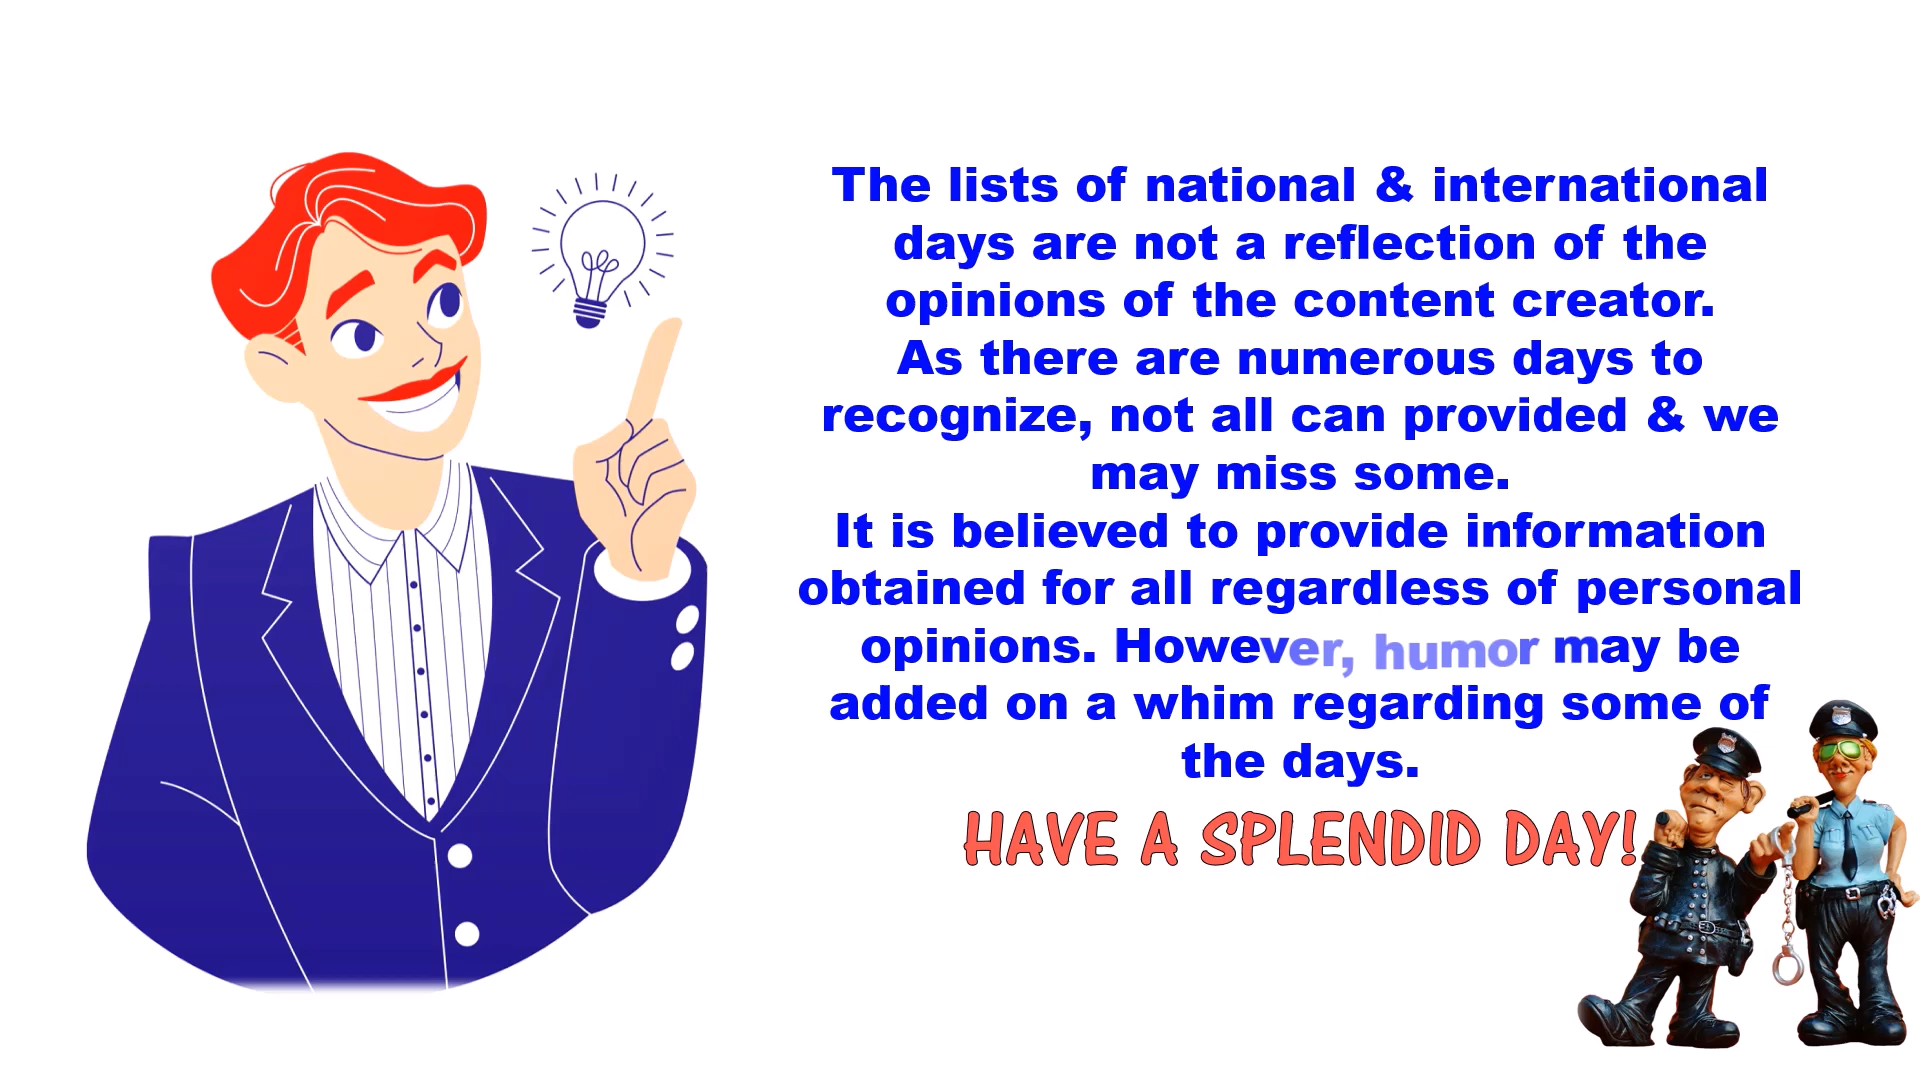 The lists of national & international
days are not a reflection of the
opinions of the content creator.
As there are numerous days to
recognize, not all can provided & we
may miss some.
It is believed to provide information
obtained for all regardless of personal
opinions. However, humor may be
added on a whim regarding some of
the days.
HAVE A SPLENDID DAY!